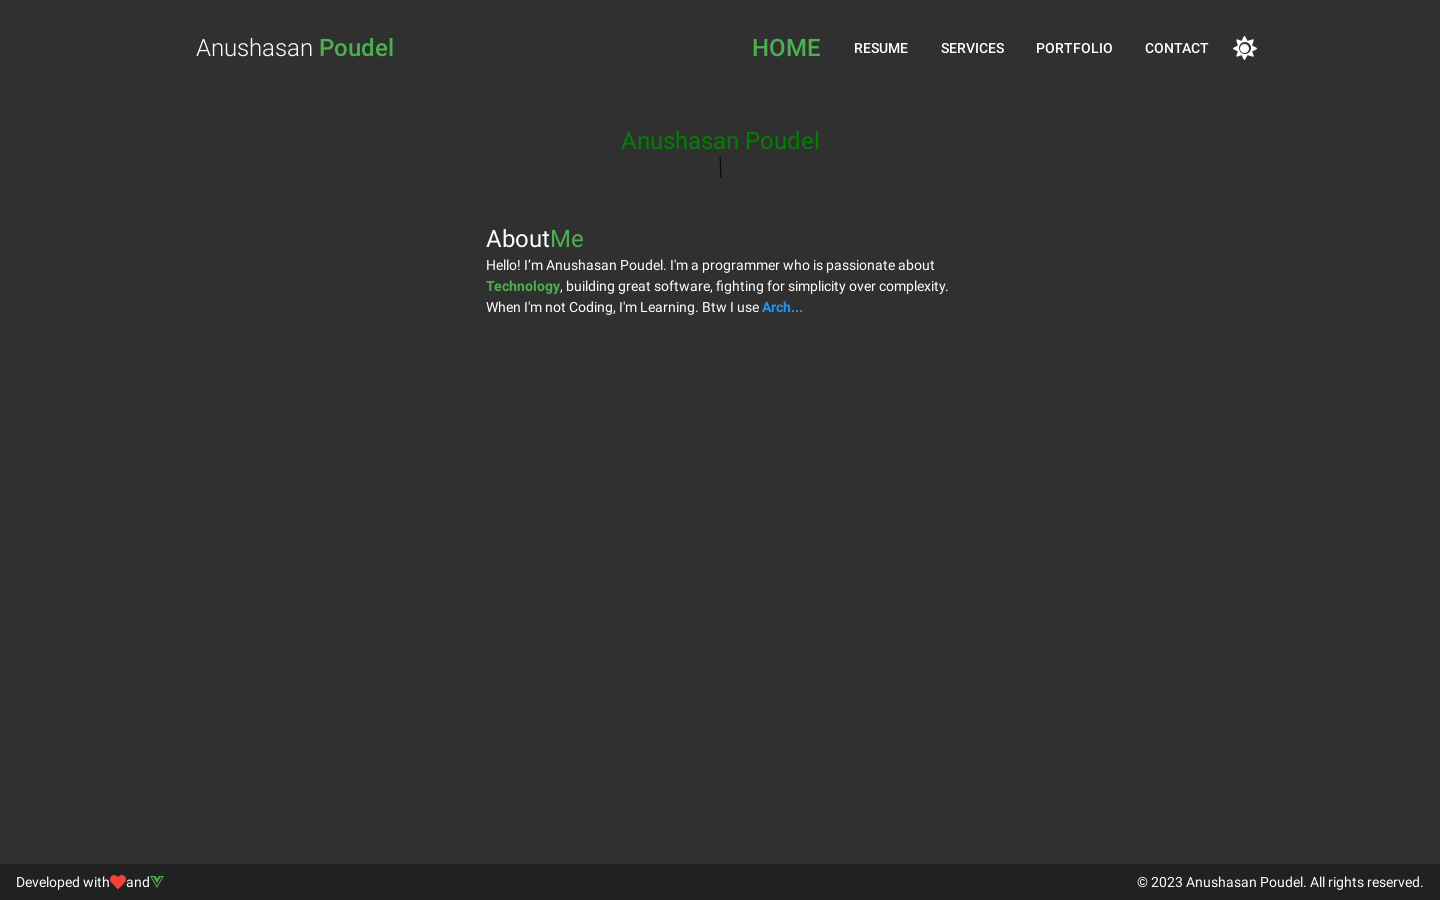 Anushasan Poudel
HOME
RESUME
SERVICES
PORTFOLIO
CONTACT
Anushasan Poudel
AboutMe
Hello! I’m Anushasan Poudel. I'm a programmer who is passionate about
Technology, building great software, fighting for simplicity over complexity.
When I'm not Coding, I'm Learning. Btw I use Arch...
Developed with and
© 2023 Anushasan Poudel. All rights reserved.